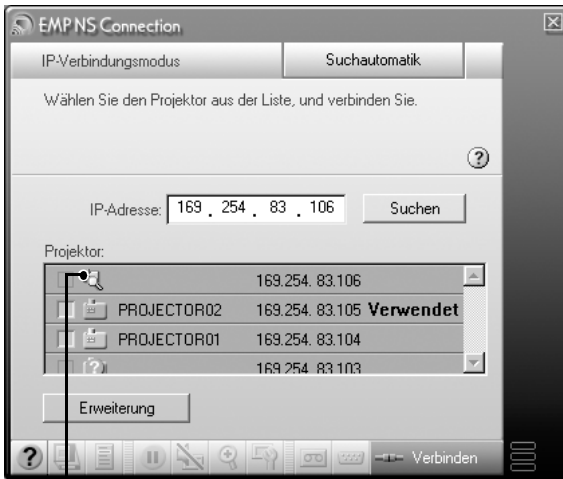 EMP NS Connection
IP-Verbindungsmodus Suchautomatik
Wählen Sie den Projektor aus der Liste, und verbinden Sie.
IP-Adresse: 169 . 254 . 83 . 106 Suchen
Projektor:
169.254. 83.106
PROJECTOR02 169.254. 83.105 Verwendet
PROJECTOR01 169.254. 83.104
169.254. 83.103
Erweiterung
Verbinden